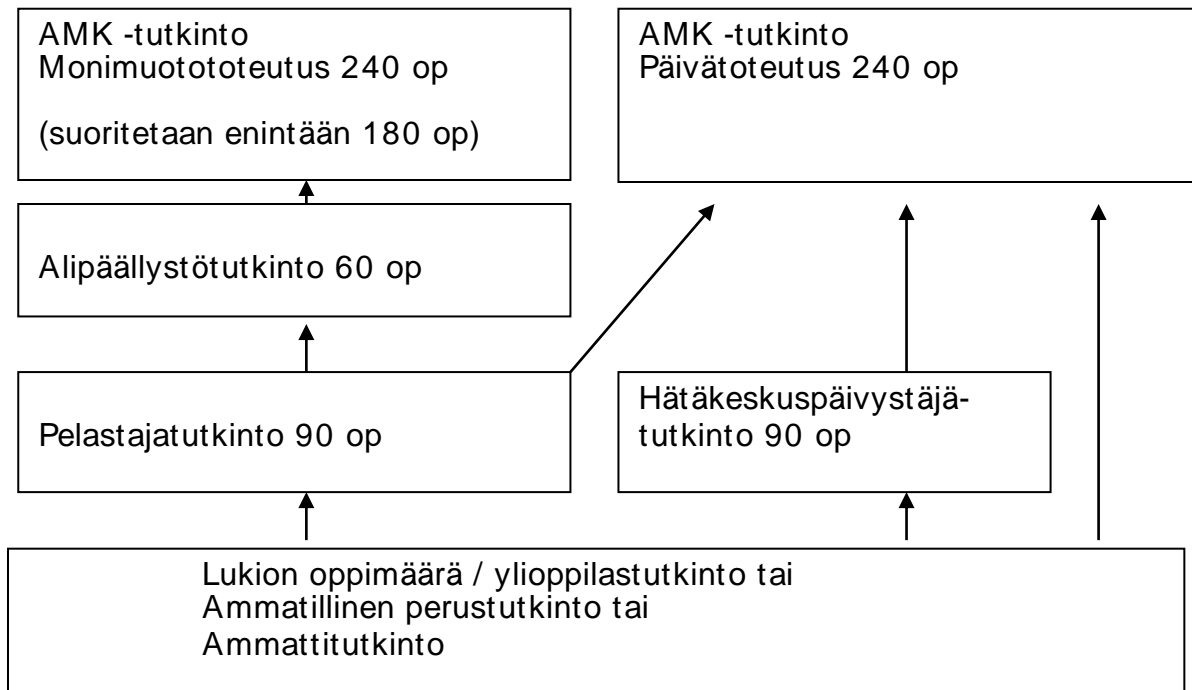 AMK -tutkinto
Monimuotototeutus 240 op
(suoritetaan enintään 180 op)
AMK -tutkinto
Päivätoteutus 240 op
Alipäällystötutkinto 60 op
Pelastajatutkinto 90 op
Hätäkeskuspäivystäjä-
tutkinto 90 op
Lukion oppimäärä / ylioppilastutkinto tai
Ammatillinen perustutkinto tai
Ammattitutkinto